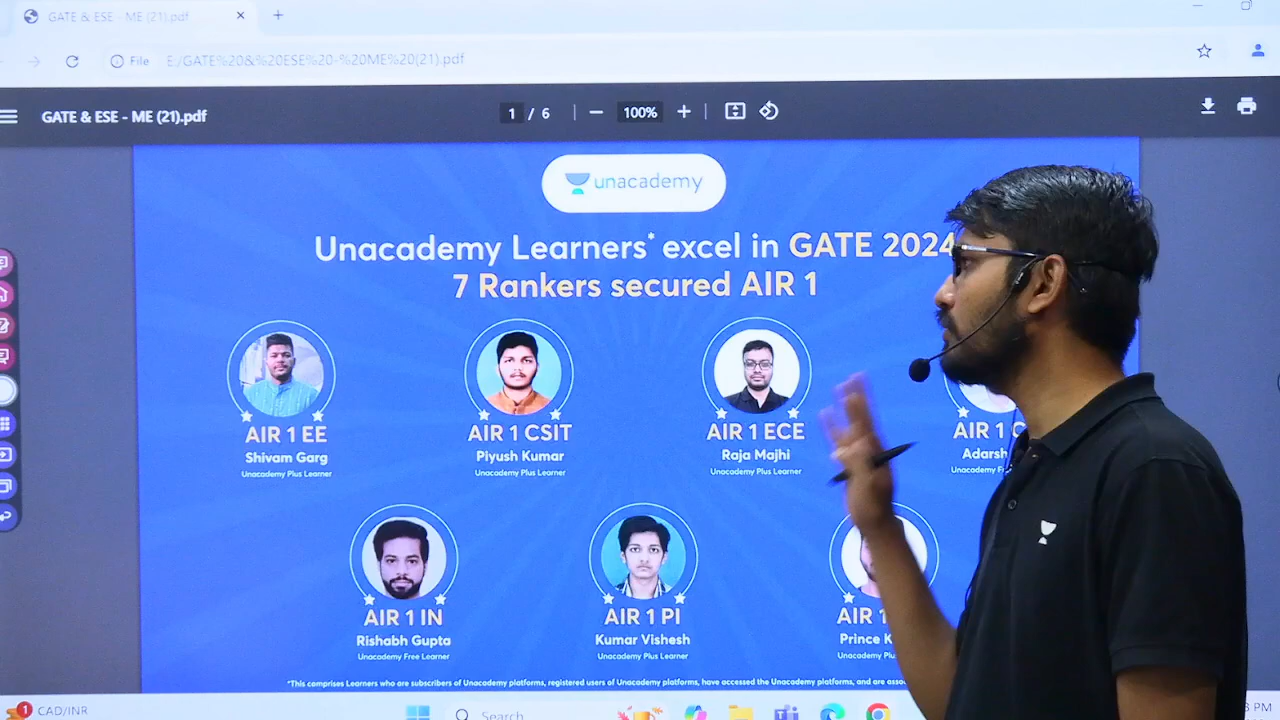 GATE & ESE - ME (21).pdf
File E:/GATE%20&%20ESE%20-%20ME%20(21).pdf
GATE & ESE - ME (21).pdf
1 / 6
100%
unacademy
Unacademy Learners* excel in GATE 2024
7 Rankers secured AIR 1
AIR 1 EE
Shivam Garg
Unacademy Plus Learner
AIR 1 CSIT
Piyush Kumar
Unacademy Plus Learner
AIR 1 ECE
Raja Majhi
Unacademy Plus Learner
AIR 1 C
Adarsh
Unacademy F
AIR 1 IN
Rishabh Gupta
Unacademy Free Learner
AIR 1 PI
Kumar Vishesh
Unacademy Plus Learner
AIR 1
Prince K
Unacademy Plu
*This comprises Learners who are subscribers of Unacademy platforms, registered users of Unacademy platforms, have accessed the Unacademy platforms, and are asso
1
CAD/INR
Search
PM